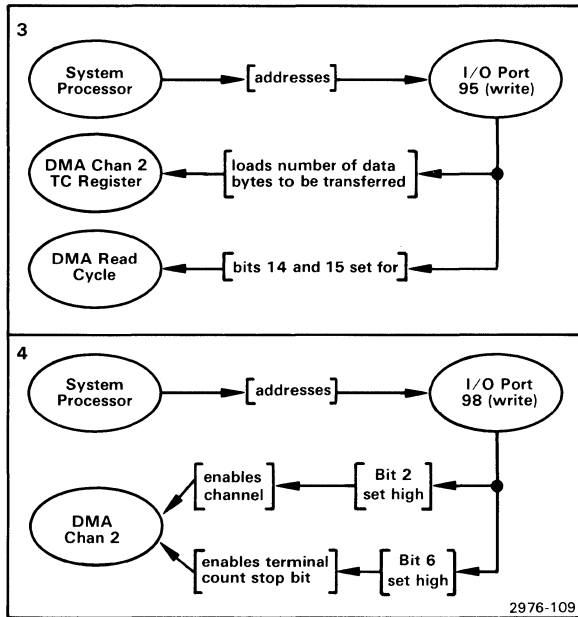 3
System
Processor
[addresses]
I/O Port
95 (write)
DMA Chan 2
TC Register
loads number of data
bytes to be transferred
DMA Read
Cycle
[bits 14 and 15 set for]
4
System
Processor
[addresses]
I/O Port
98 (write)
enables
channel
Bit 2
set high
DMA
Chan 2
enables terminal
count stop bit
Bit 6
set high
2976-109